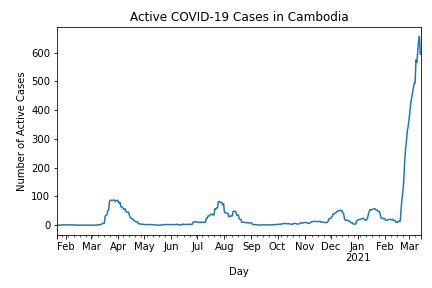 Active COVID-19 Cases in Cambodia
Number of Active Cases
600
500
400
300
200
100
0
Feb Mar Apr May Jun Jul Aug Sep Oct Nov Dec Jan Feb Mar
2021
Day